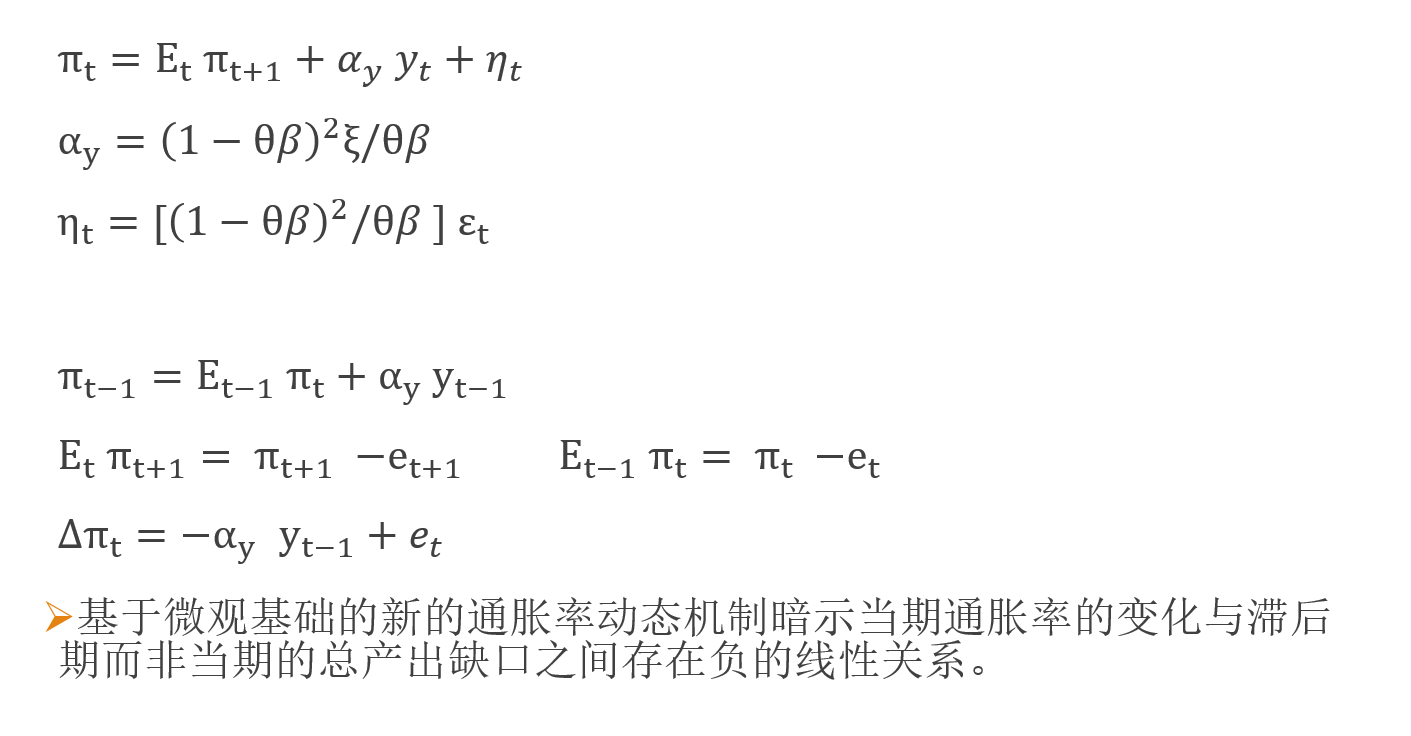 πₜ = Eₜ πₜ₊₁ + α_y yₜ + ηₜ
α_y = (1 − θβ)²ξ/θβ
ηₜ = [(1 − θβ)²/θβ ] εₜ
πₜ₋₁ = Eₜ₋₁ πₜ + α_y yₜ₋₁
Eₜ πₜ₊₁ = πₜ₊₁ −eₜ₊₁ Eₜ₋₁ πₜ = πₜ −eₜ
Δπₜ = −α_y yₜ₋₁ + eₜ
➢基于微观基础的新的通胀率动态机制暗示当期通胀率的变化与滞后
期而非当期的总产出缺口之间存在负的线性关系。